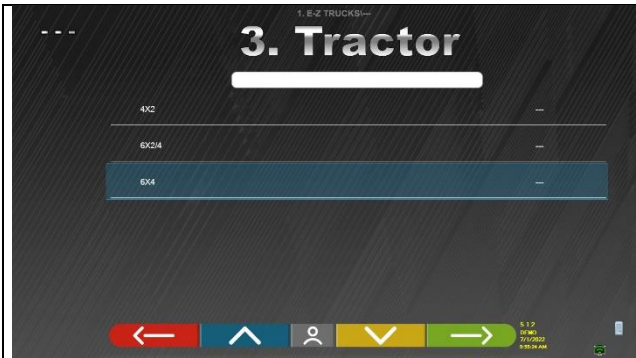 1. E-Z TRUCKS\---
---
3. Tractor
4X2 ---
6X2/4 ---
6X4 ---
5.1.2
DEMO
7/1/2022